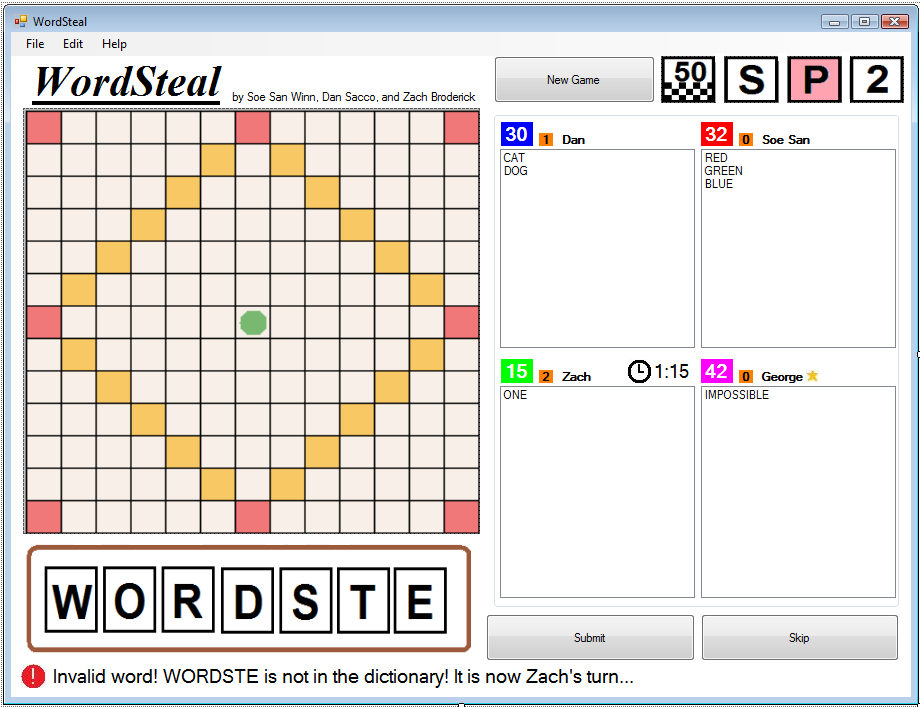 WordSteal
File Edit Help
WordSteal
by Soe San Winn, Dan Sacco, and Zach Broderick
New Game
50
S
P
2
30 1 Dan
CAT
DOG
32 0 Soe San
RED
GREEN
BLUE
15 2 Zach 1:15
ONE
42 0 George
IMPOSSIBLE
W O R D S T E
Submit
Skip
Invalid word! WORDSTE is not in the dictionary! It is now Zach's turn...